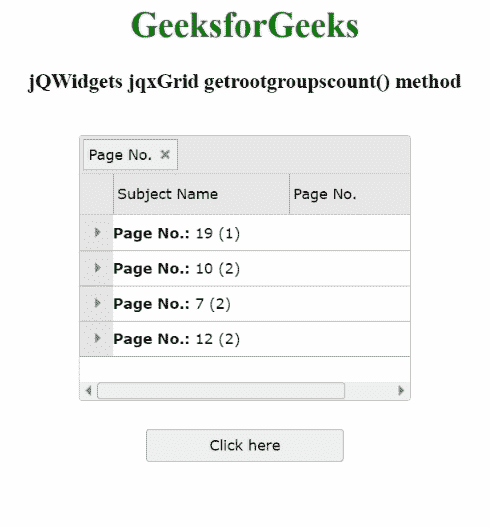 GeeksforGeeks
jQWidgets jqxGrid getrootgroupscount() method
Page No. ×
Subject Name Page No.
Page No.: 19 (1)
Page No.: 10 (2)
Page No.: 7 (2)
Page No.: 12 (2)
Click here